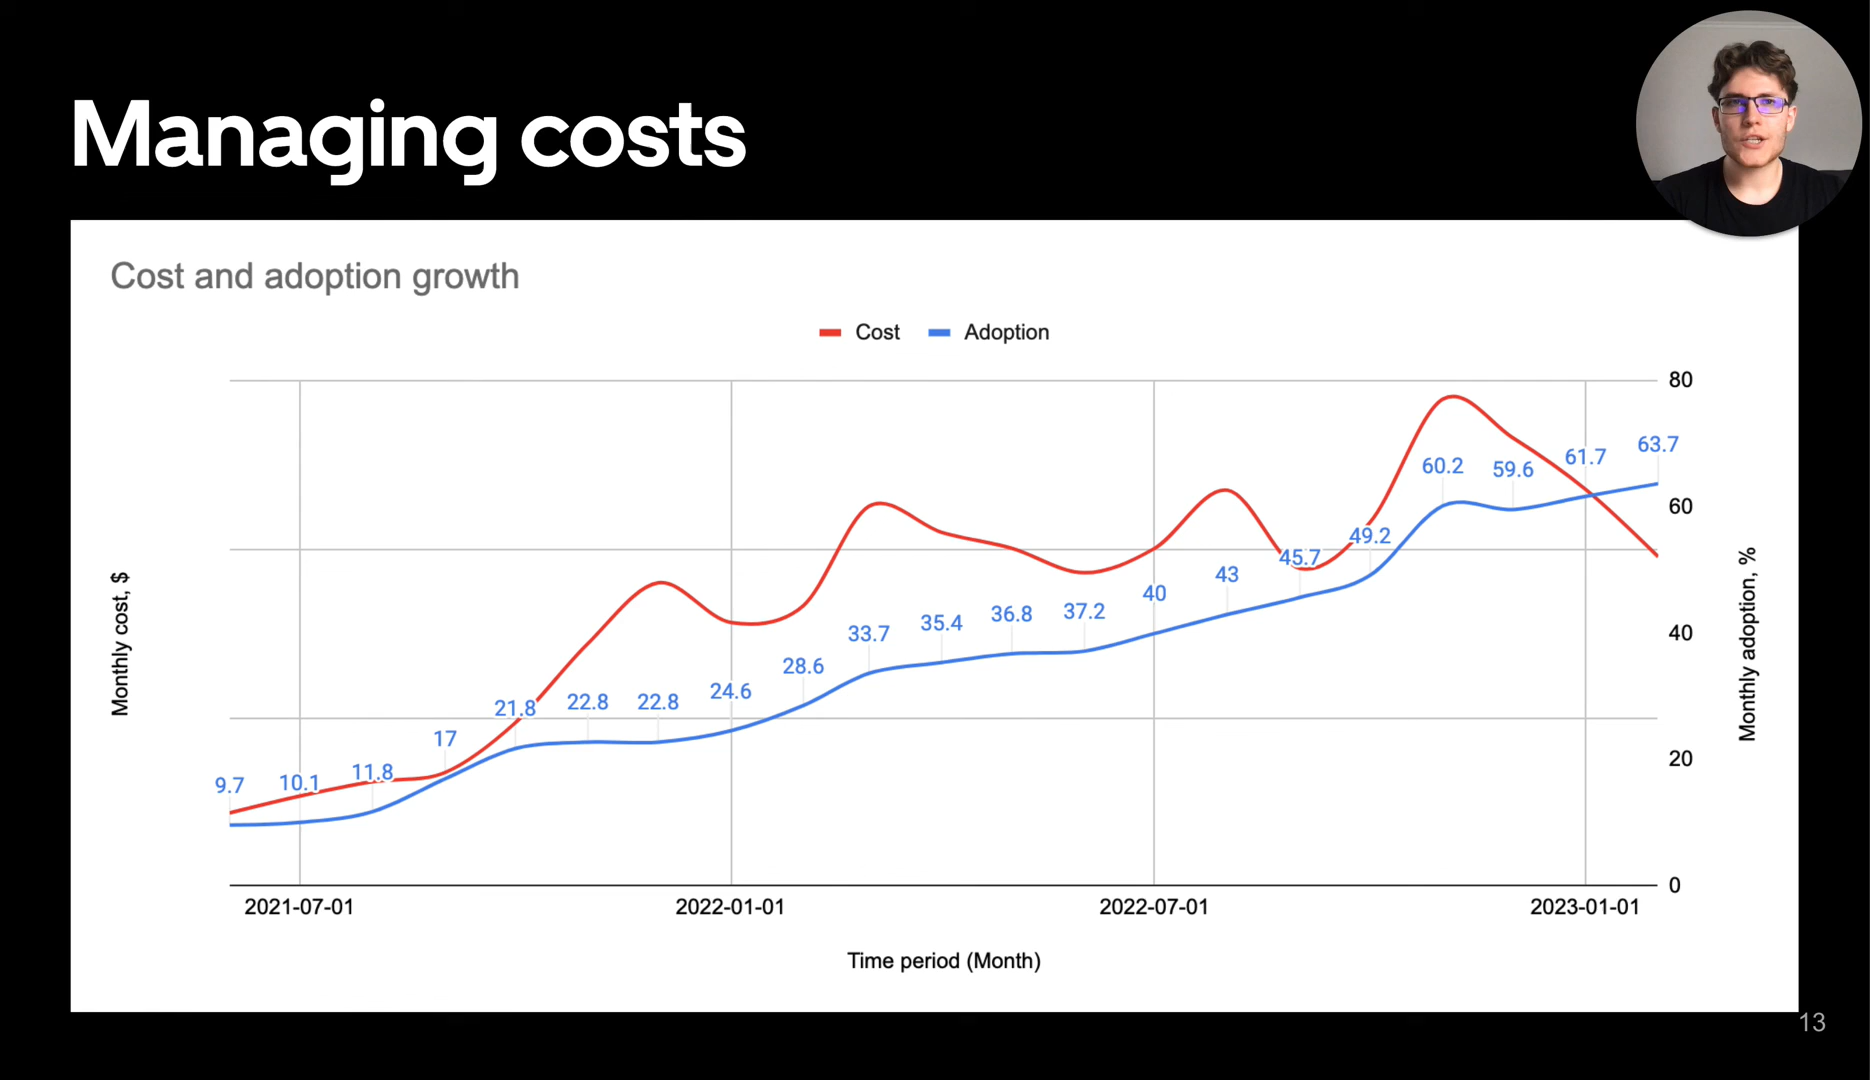 Managing costs
Cost and adoption growth
Cost Adoption
80
60
40
20
0
Monthly cost, $
Monthly adoption, %
9.7 10.1 11.8 17 21.8 22.8 22.8 24.6 28.6 33.7 35.4 36.8 37.2 40 43 45.7 49.2 60.2 59.6 61.7 63.7
2021-07-01 2022-01-01 2022-07-01 2023-01-01
Time period (Month)
13